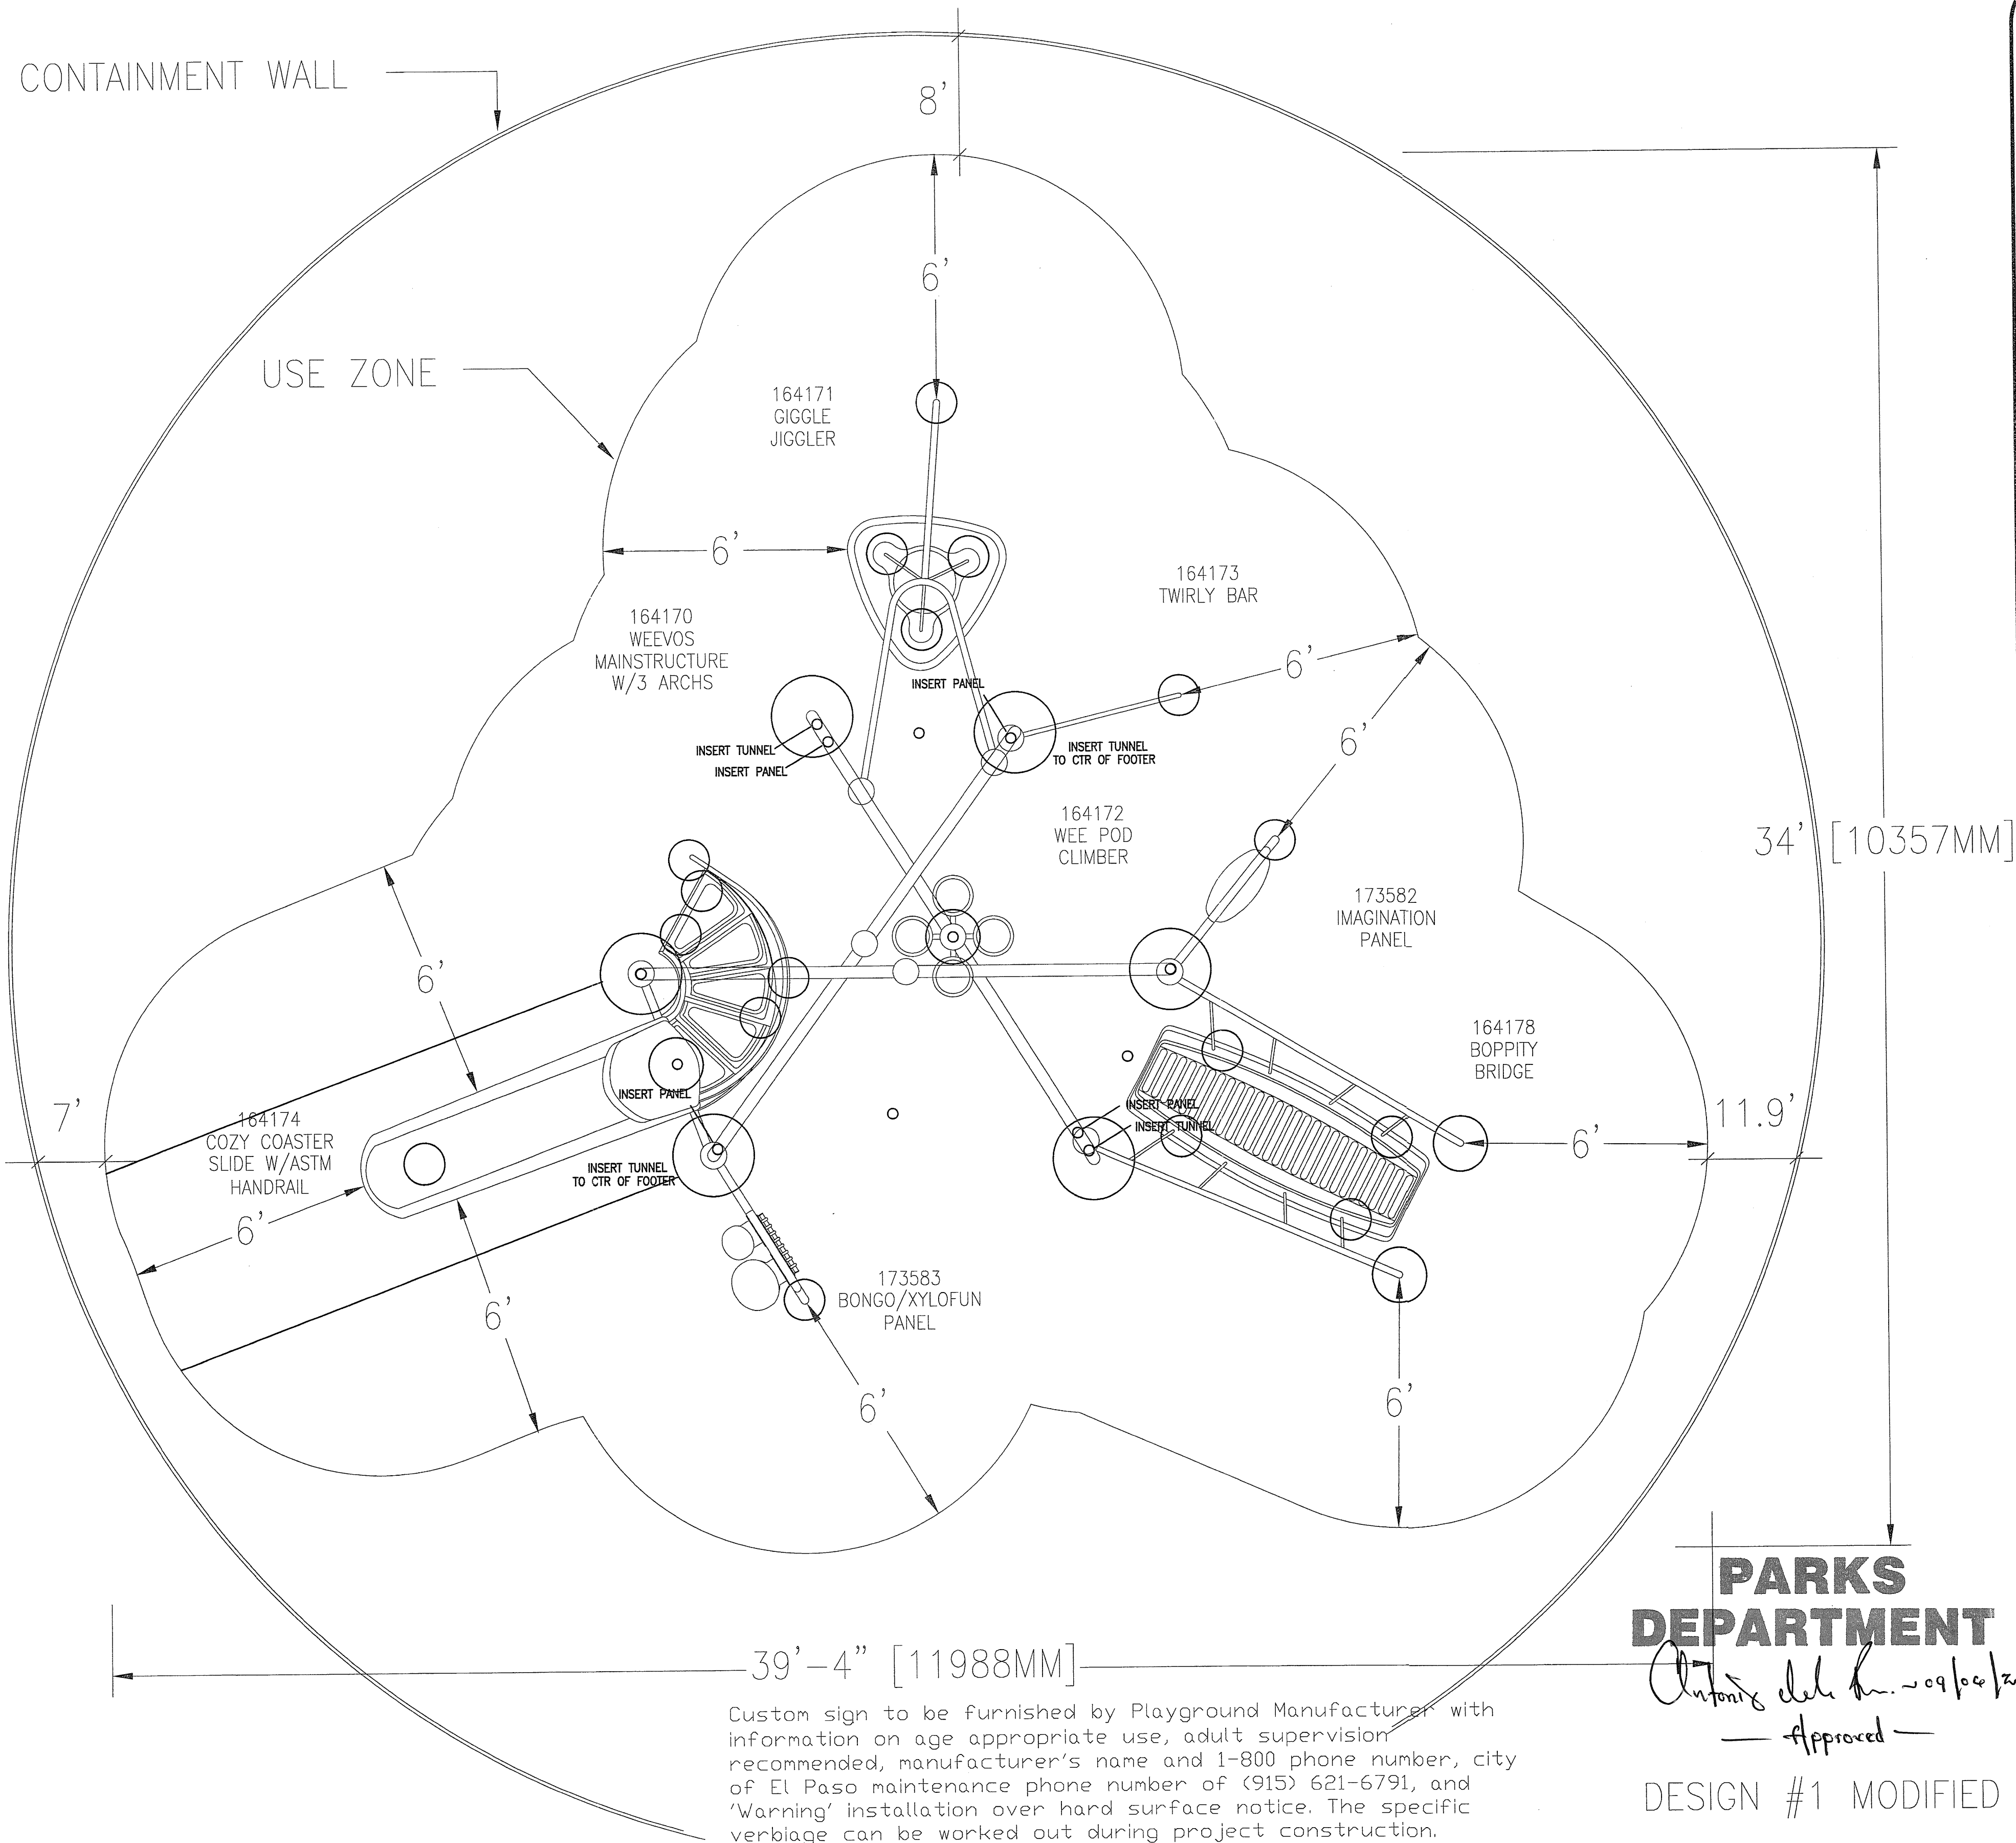 CONTAINMENT WALL
8'
6'
USE ZONE
164171
GIGGLE
JIGGLER
6'
164173
TWIRLY BAR
164170
WEEVOS
MAINSTRUCTURE
W/3 ARCHS
6'
INSERT PANEL
INSERT TUNNEL
INSERT PANEL
INSERT TUNNEL
TO CTR OF FOOTER
6'
164172
WEE POD
CLIMBER
34' [10357MM]
173582
IMAGINATION
PANEL
6'
164178
BOPPITY
BRIDGE
INSERT PANEL
INSERT PANEL
INSERT TUNNEL
7'
11.9'
6'
164174
COZY COASTER
SLIDE W/ASTM
HANDRAIL
INSERT TUNNEL
TO CTR OF FOOTER
6'
6'
173583
BONGO/XYLOFUN
PANEL
6'
6'
PARKS
DEPARTMENT
Approved
DESIGN #1 MODIFIED
39'-4" [11988MM]
Custom sign to be furnished by Playground Manufacturer with
information on age appropriate use, adult supervision
recommended, manufacturer's name and 1-800 phone number, city
of El Paso maintenance phone number of (915) 621-6791, and
'Warning' installation over hard surface notice. The specific
verbiage can be worked out during project construction.